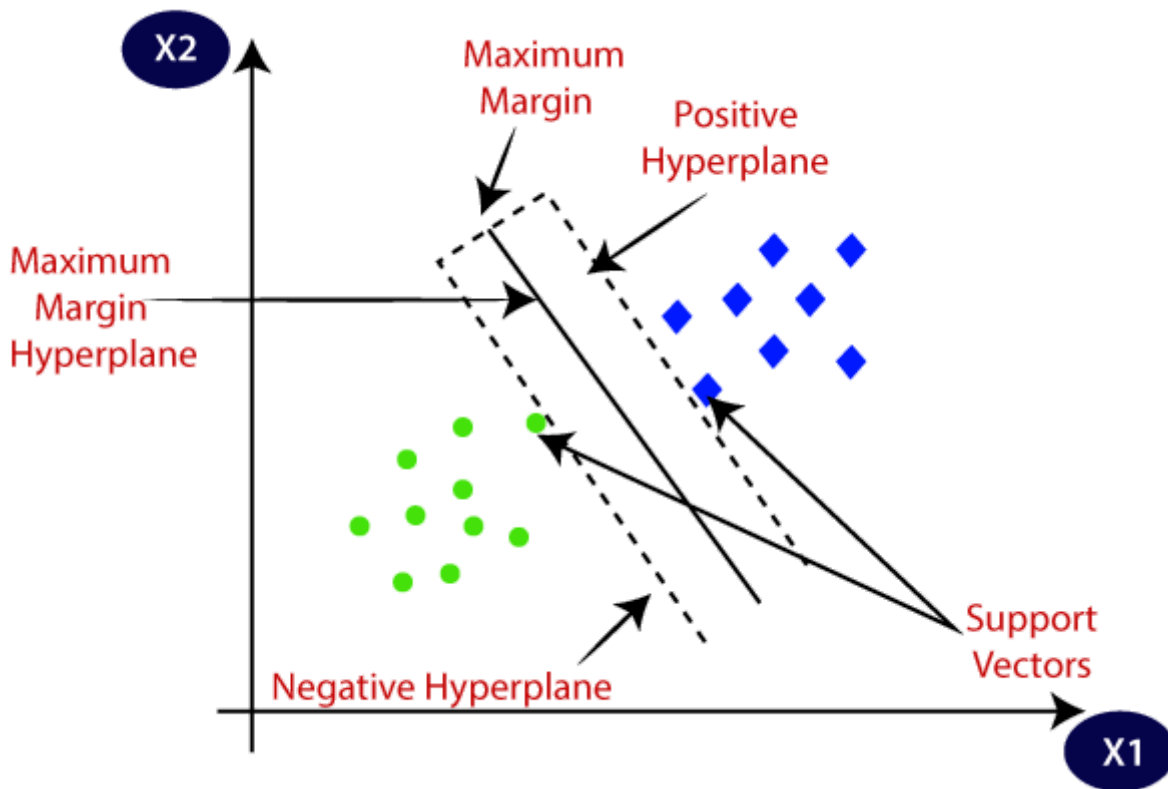 X2
Maximum
Margin
Positive
Hyperplane
Maximum
Margin
Hyperplane
Support
Vectors
Negative Hyperplane
X1